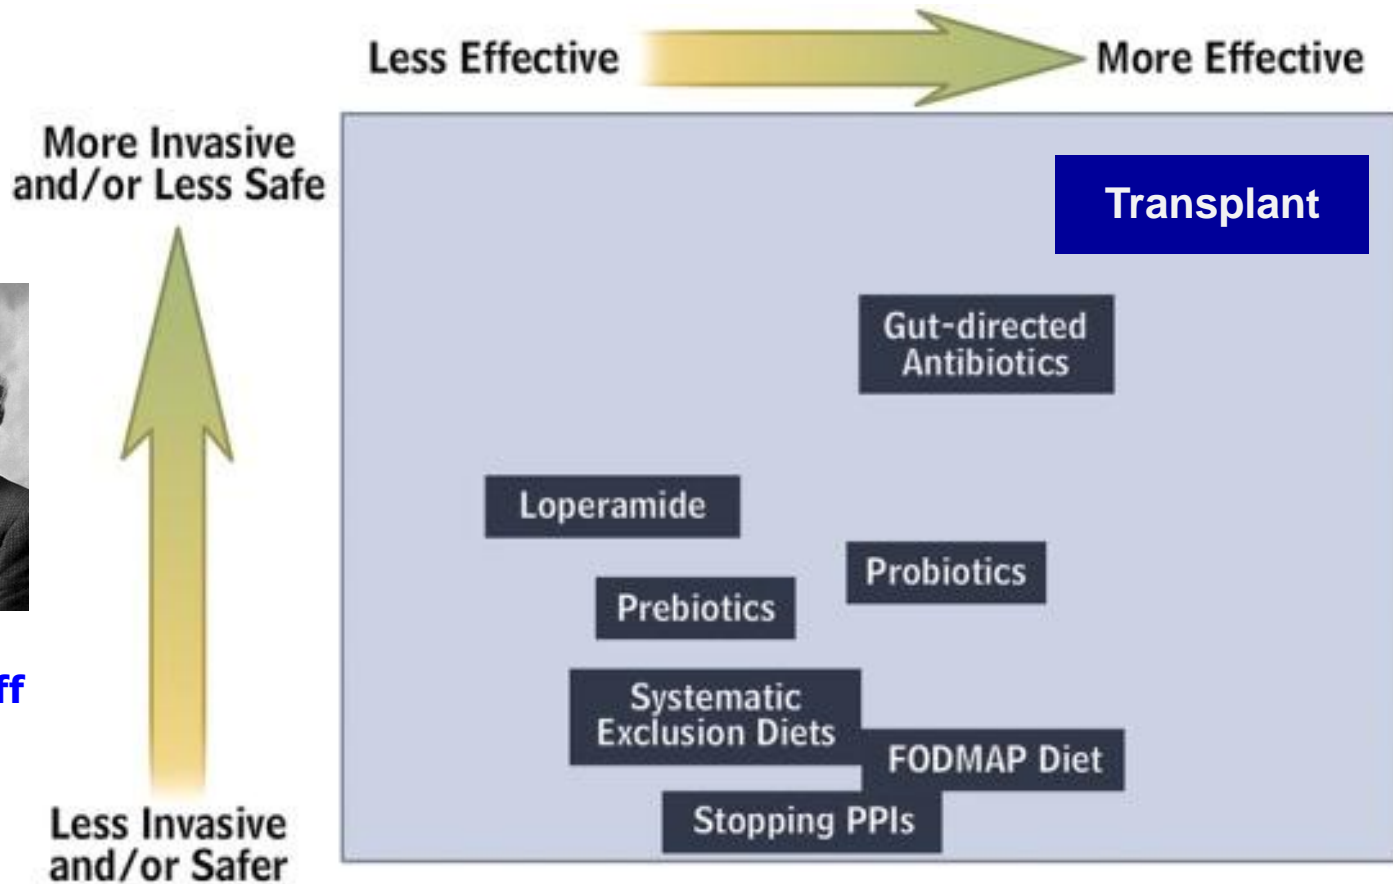 Less Effective
More Effective
More Invasive
and/or Less Safe
Transplant
Gut-directed
Antibiotics
Loperamide
Probiotics
Prebiotics
ff
Systematic
Exclusion Diets
FODMAP Diet
Stopping PPIs
Less Invasive
and/or Safer